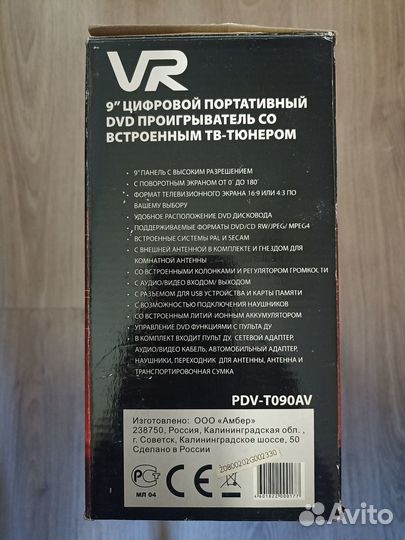 VR
9" ЦИФРОВОЙ ПОРТАТИВНЫЙ
DVD ПРОИГРЫВАТЕЛЬ СО
ВСТРОЕННЫМ ТВ-ТЮНЕРОМ
• 9" ПАНЕЛЬ С ВЫСОКИМ РАЗРЕШЕНИЕМ
• С ПОВОРОТНЫМ ЭКРАНОМ ОТ 0° ДО 180°
• ФОРМАТ ТЕЛЕВИЗИОННОГО ЭКРАНА 16:9 ИЛИ 4:3 ПО
ВАШЕМУ ВЫБОРУ
• УДОБНОЕ РАСПОЛОЖЕНИЕ DVD ДИСКОВОДА
• ПОДДЕРЖИВАЕМЫЕ ФОРМАТЫ DVD/CD RW/JPEG/ MPEG4
• ВСТРОЕННЫЕ СИСТЕМЫ PAL И SECAM
• С ВНЕШНЕЙ АНТЕННОЙ В КОМПЛЕКТЕ И ГНЕЗДОМ ДЛЯ
КОМНАТНОЙ АНТЕННЫ
• СО ВСТРОЕННЫМИ КОЛОНКАМИ И РЕГУЛЯТОРОМ ГРОМКОСТИ
• С АУДИО/ВИДЕО ВХОДОМ/ ВЫХОДОМ
• С РАЗЪЕМОМ ДЛЯ USB УСТРОЙСТВА И КАРТЫ ПАМЯТИ
• С ВОЗМОЖНОСТЬЮ ПОДКЛЮЧЕНИЯ НАУШНИКОВ
• СО ВСТРОЕННЫМ ЛИТИЙ-ИОННЫМ АККУМУЛЯТОРОМ
• УПРАВЛЕНИЕ DVD ФУНКЦИЯМИ С ПУЛЬТА ДУ
• В КОМПЛЕКТ ВХОДИТ ПУЛЬТ ДУ, СЕТЕВОЙ АДАПТЕР,
АУДИО/ВИДЕО КАБЕЛЬ, АВТОМОБИЛЬНЫЙ АДАПТЕР,
НАУШНИКИ, ПЕРЕХОДНИК ДЛЯ АНТЕННЫ, АНТЕННА И
ТРАНСПОРТИРОВОЧНАЯ СУМКА
PDV-T090AV
Изготовлено: ООО «Амбер»
238750, Россия, Калининградская обл. ,
г. Советск, Калининградское шоссе, 50
Сделано в России
Z0800202G002330
МЛ 04
4601822000177
Avito